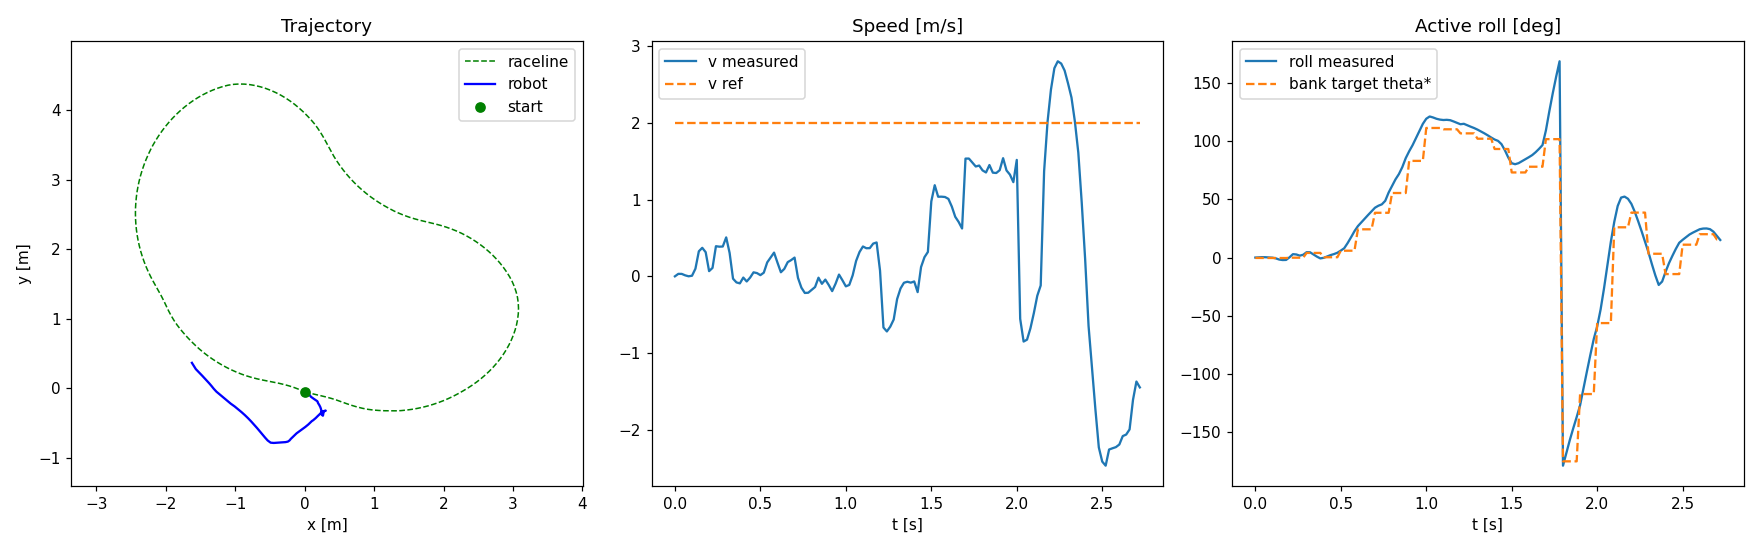 Trajectory
raceline
robot
start
4
3
2
1
0
−1
y [m]
−3
−2
−1
0
1
2
3
4
x [m]
Speed [m/s]
v measured
v ref
3
2
1
0
−1
−2
0.0
0.5
1.0
1.5
2.0
2.5
t [s]
Active roll [deg]
roll measured
bank target theta*
150
100
50
0
−50
−100
−150
0.0
0.5
1.0
1.5
2.0
2.5
t [s]